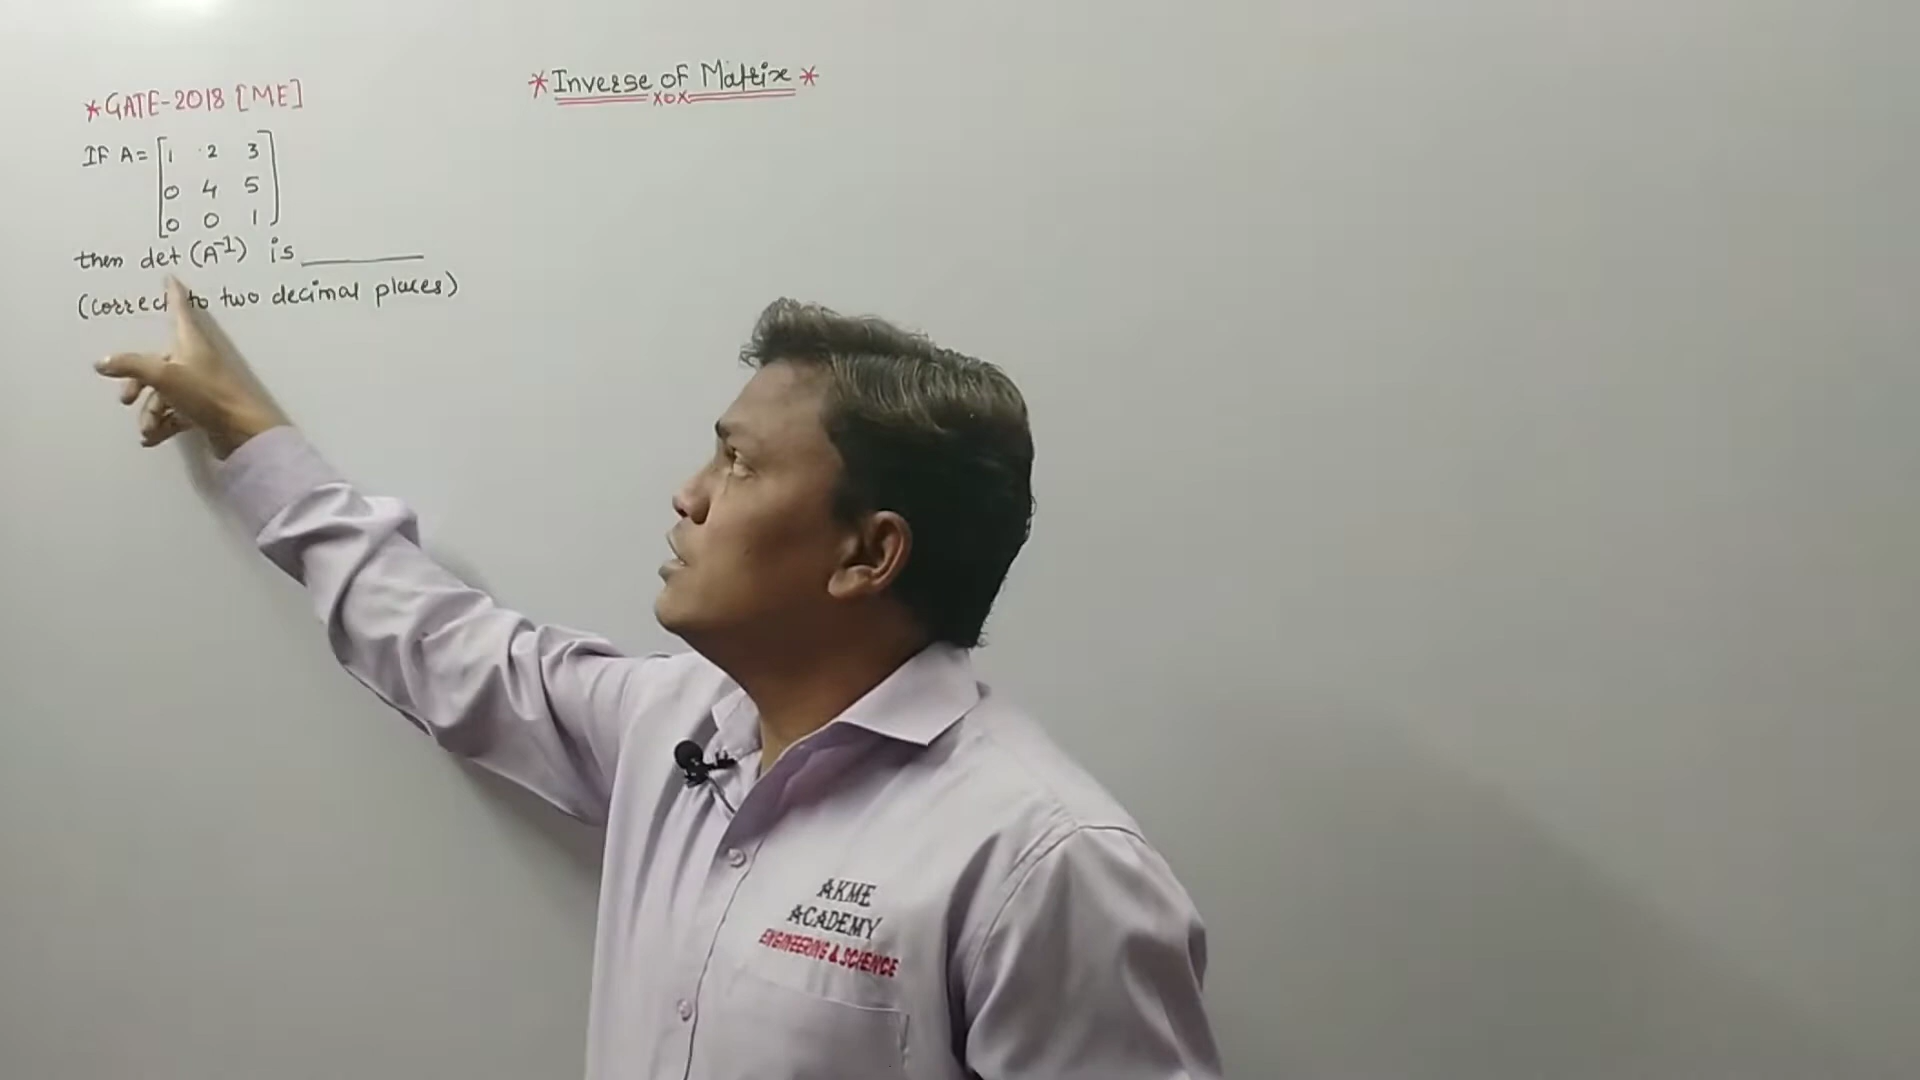 *GATE-2018 [ME]
*Inverse of Matrix*
xox
IF A= [1 2 3
0 4 5
0 0 1]
then det (A⁻¹) is ________
(correct to two decimal places)
AKME
ACADEMY
ENGINEERING & SCIENCE